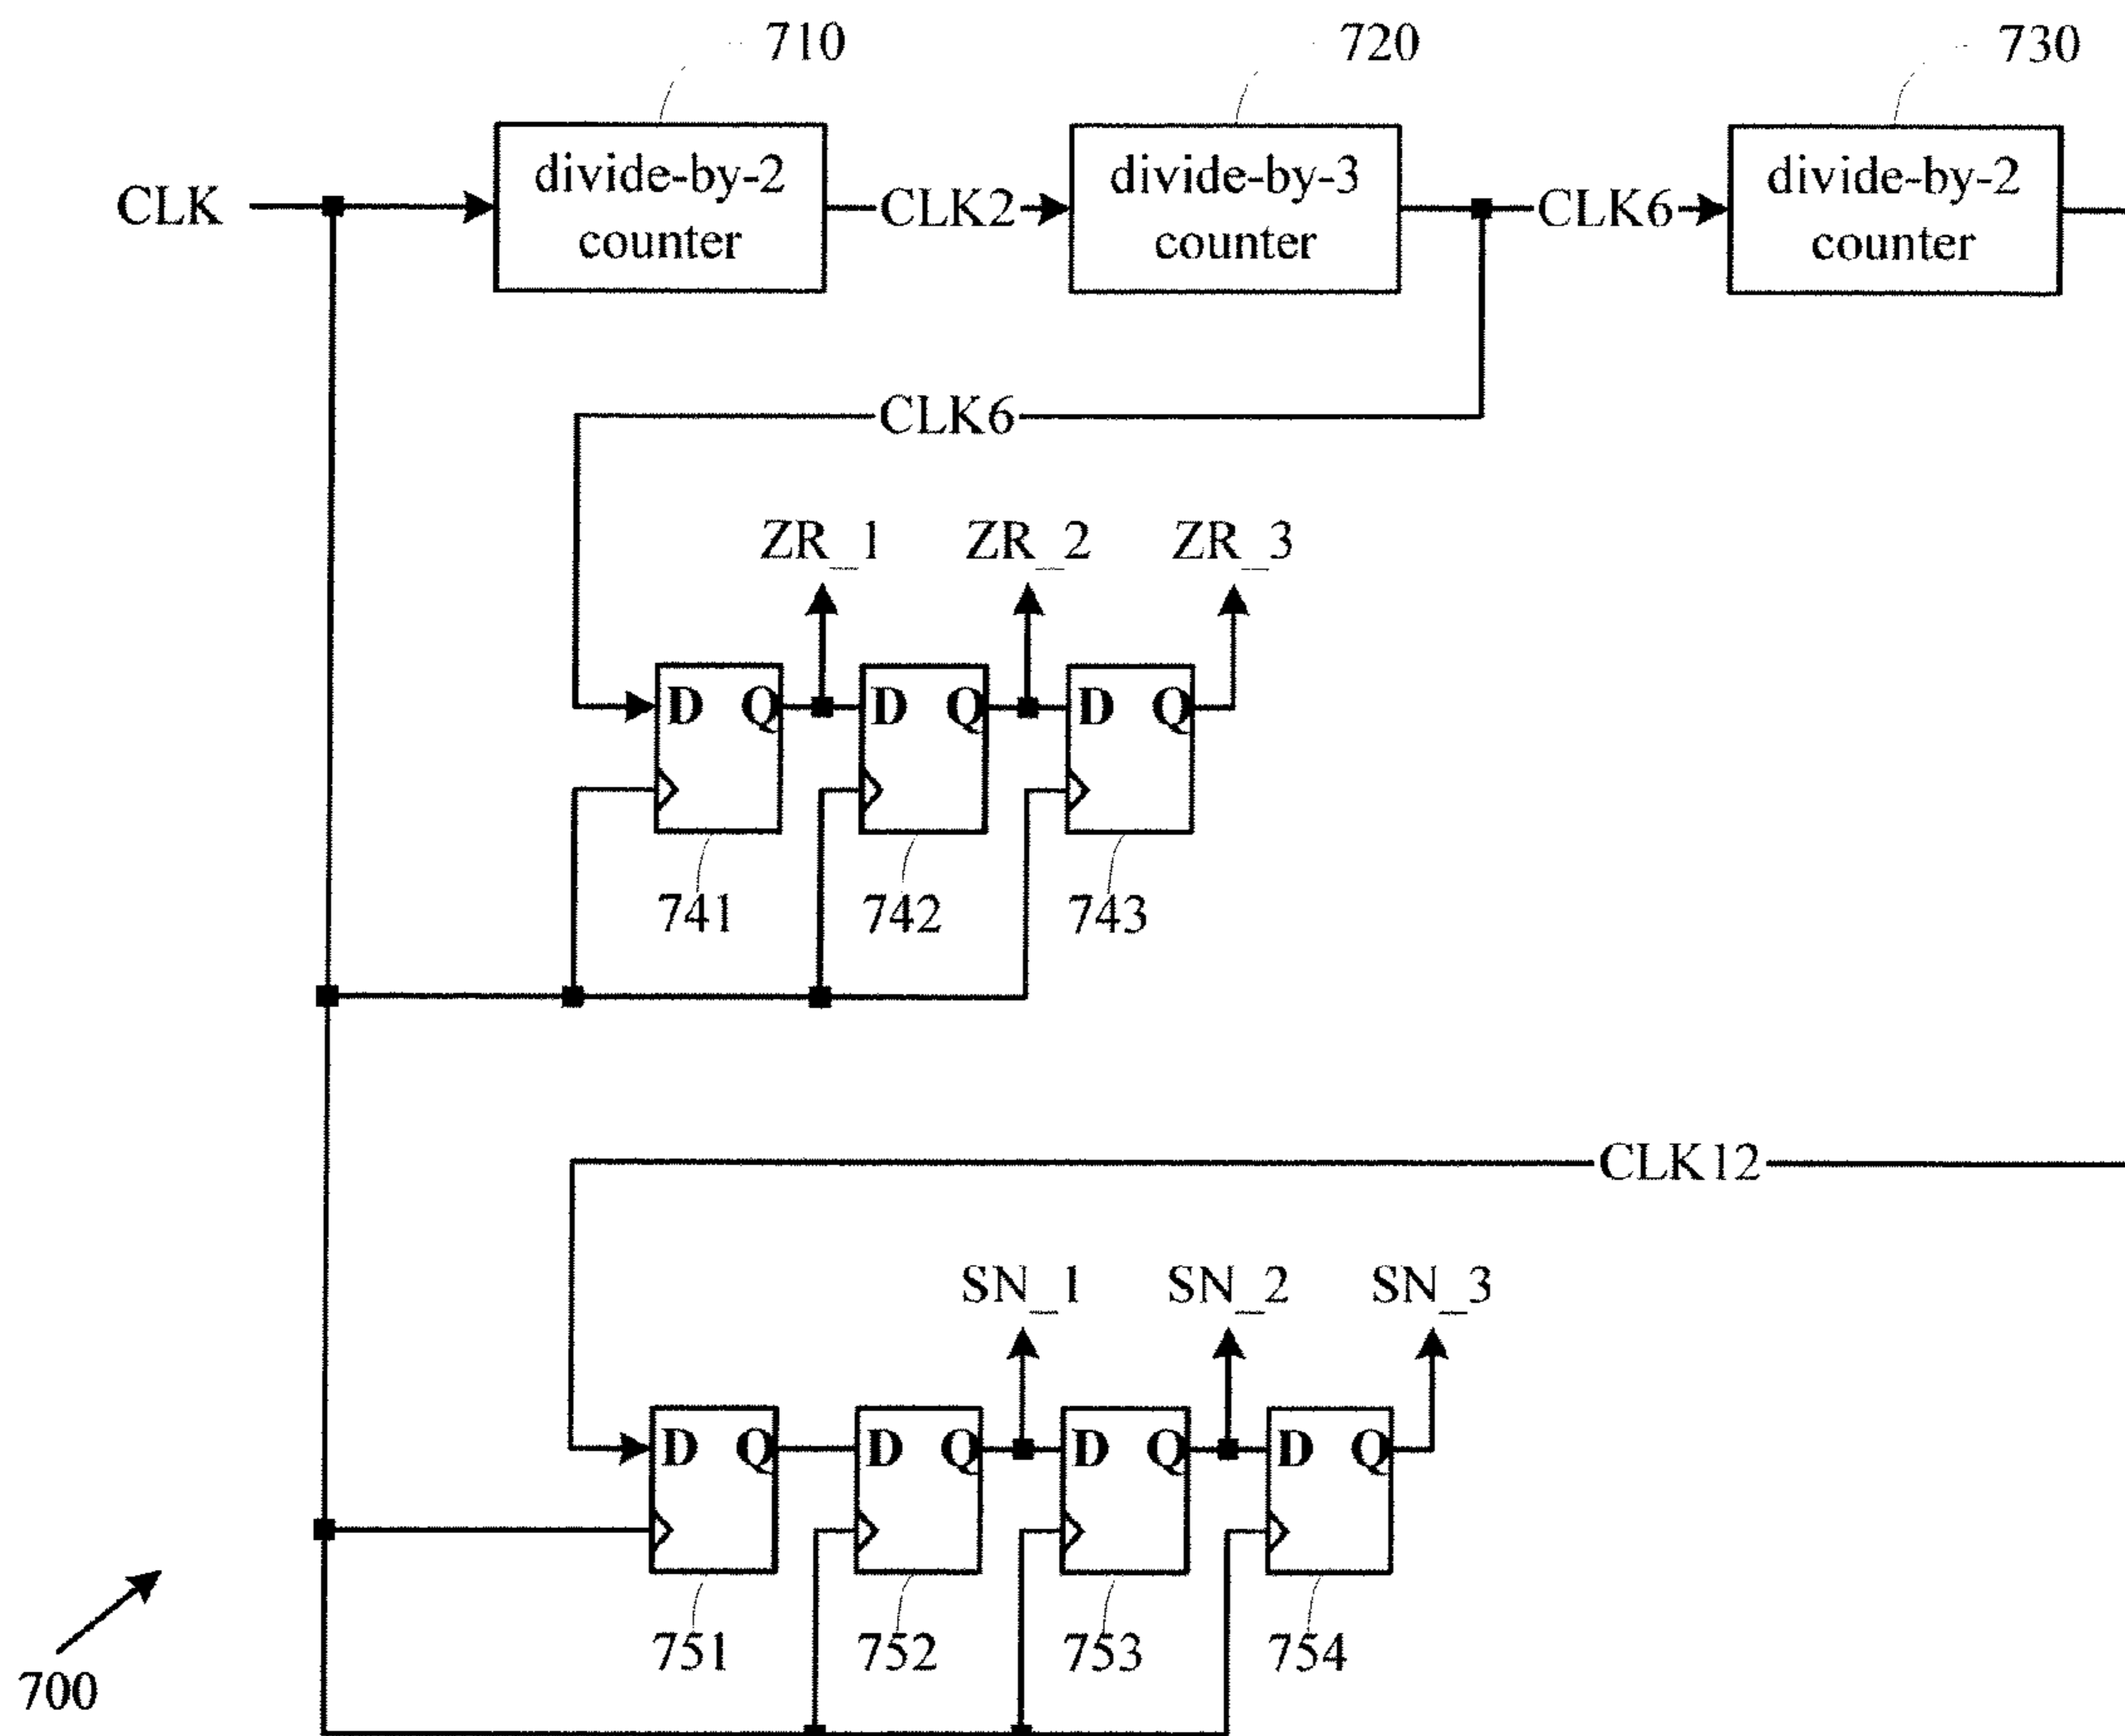 710 720 730
CLK divide-by-2 counter CLK2 divide-by-3 counter CLK6 divide-by-2 counter
CLK6
ZR_1 ZR_2 ZR_3
D Q D Q D Q
741 742 743
CLK12
SN_1 SN_2 SN_3
D Q D Q D Q D Q
751 752 753 754
700